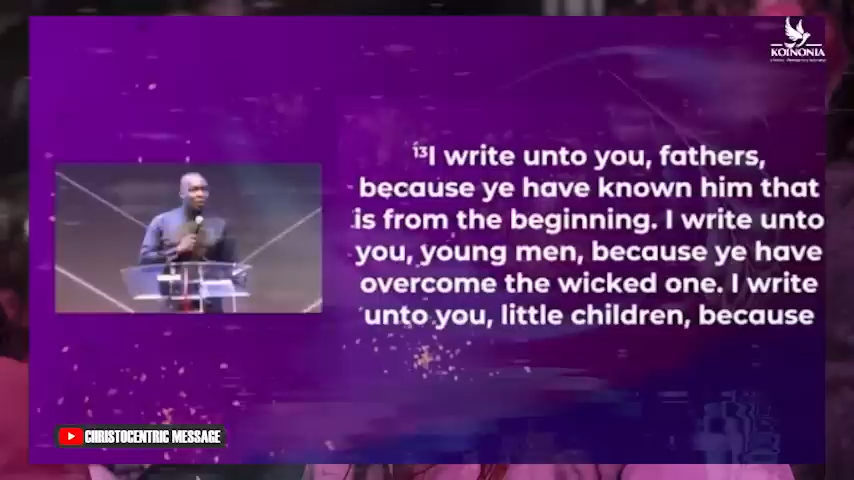 KOINONIA
¹³I write unto you, fathers,
because ye have known him that
is from the beginning. I write unto
you, young men, because ye have
overcome the wicked one. I write
unto you, little children, because
CHRISTOCENTRIC MESSAGE